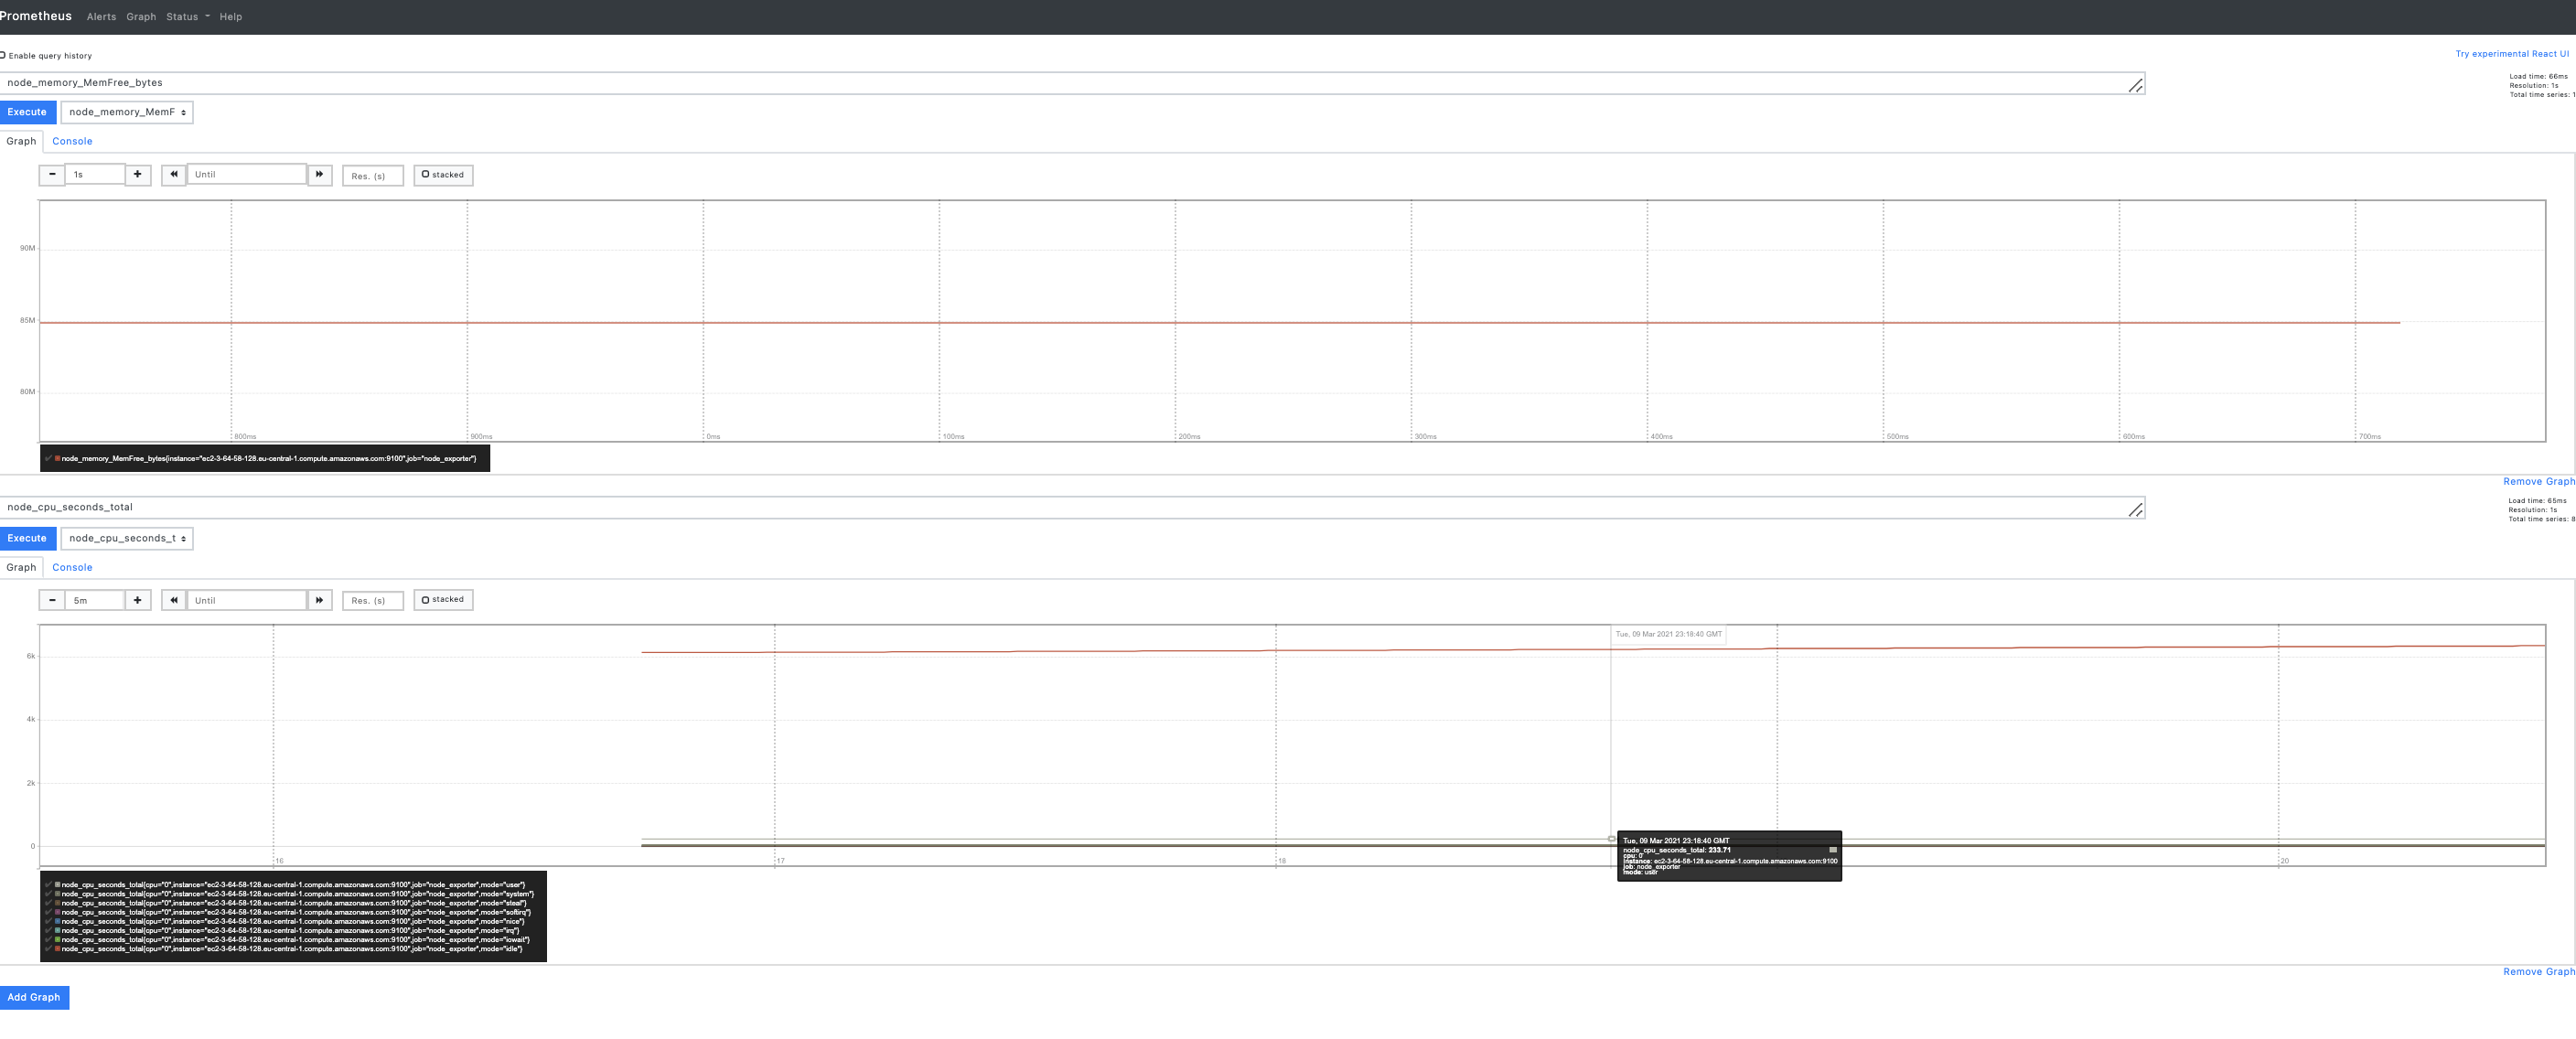 Prometheus Alerts Graph Status Help
Enable query history
Try experimental React UI
node_memory_MemFree_bytes
Load time: 66ms
Resolution: 1s
Total time series: 1
Execute node_memory_MemF
Graph Console
1s Until Res. (s) stacked
90M
85M
80M
800ms 900ms 0ms 100ms 200ms 300ms 400ms 500ms 600ms 700ms
node_memory_MemFree_bytes{instance="ec2-3-64-58-128.eu-central-1.compute.amazonaws.com:9100",job="node_exporter"}
Remove Graph
node_cpu_seconds_total
Load time: 65ms
Resolution: 1s
Total time series: 8
Execute node_cpu_seconds_t
Graph Console
5m Until Res. (s) stacked
Tue, 09 Mar 2021 23:18:40 GMT
6k
4k
2k
0
16 17 18 20
Tue, 09 Mar 2021 23:18:40 GMT
node_cpu_seconds_total: 233.71
cpu: 0
instance: ec2-3-64-58-128.eu-central-1.compute.amazonaws.com:9100
job: node_exporter
mode: user
node_cpu_seconds_total{cpu="0",instance="ec2-3-64-58-128.eu-central-1.compute.amazonaws.com:9100",job="node_exporter",mode="user"}
node_cpu_seconds_total{cpu="0",instance="ec2-3-64-58-128.eu-central-1.compute.amazonaws.com:9100",job="node_exporter",mode="system"}
node_cpu_seconds_total{cpu="0",instance="ec2-3-64-58-128.eu-central-1.compute.amazonaws.com:9100",job="node_exporter",mode="steal"}
node_cpu_seconds_total{cpu="0",instance="ec2-3-64-58-128.eu-central-1.compute.amazonaws.com:9100",job="node_exporter",mode="softirq"}
node_cpu_seconds_total{cpu="0",instance="ec2-3-64-58-128.eu-central-1.compute.amazonaws.com:9100",job="node_exporter",mode="nice"}
node_cpu_seconds_total{cpu="0",instance="ec2-3-64-58-128.eu-central-1.compute.amazonaws.com:9100",job="node_exporter",mode="irq"}
node_cpu_seconds_total{cpu="0",instance="ec2-3-64-58-128.eu-central-1.compute.amazonaws.com:9100",job="node_exporter",mode="iowait"}
node_cpu_seconds_total{cpu="0",instance="ec2-3-64-58-128.eu-central-1.compute.amazonaws.com:9100",job="node_exporter",mode="idle"}
Remove Graph
Add Graph